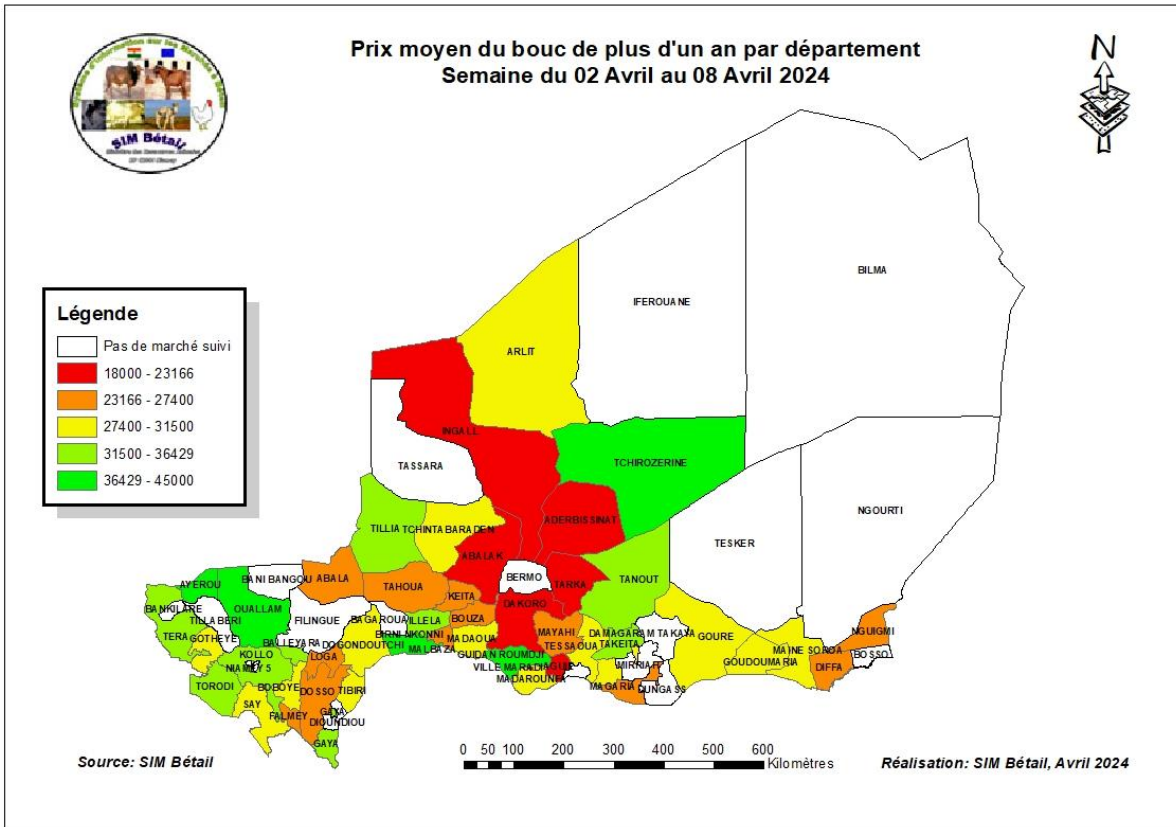 Prix moyen du bouc de plus d'un an par département
Semaine du 02 Avril au 08 Avril 2024
N
SIM Bétail
Légende
Pas de marché suivi
18000 - 23166
23166 - 27400
27400 - 31500
31500 - 36429
36429 - 45000
BILMA
IFEROUANE
ARLIT
INGALL
TCHIROZERINE
TASSARA
NGOURTI
ADERBISSINAT
TILLIA
TCHINTABARADEN
TESKER
ABALAK
BERMO
TARKA
TANOUT
AYEROU
BANIBANGOU
ABALA
TAHOUA
KEITA
DAKORO
BANKILARE
OUALLAM
TILLABERI
FILINGUE
BAGAROUA
ILLELA
BOUZA
MAYAHI
DAMAGARAM TAKAYA
GOURE
NGUIGMI
TERA
GOTHEYE
BALLEYARA
DOGONDOUTCHI
BIRNI NKONNI
MALBAZA
MADAOUA
GUIDAN ROUMDJI
TESSAOUA
TAKEITA
MAINE SOROA
GOUDOUMARIA
BOSSO
DIFFA
KOLLO
NIAMEY 5
LOGA
VILLE MARADI
AGUIE
MADAROUNFA
MIRRIAH
MAGARIA
DUNGASS
TORODI
SAY
BOBOYE
DOSSO
TIBIRI
FALMEY
GAYA
DIOUNDIOU
GAYA
Source: SIM Bétail
0 50 100 200 300 400 500 600
Kilomètres
Réalisation: SIM Bétail, Avril 2024